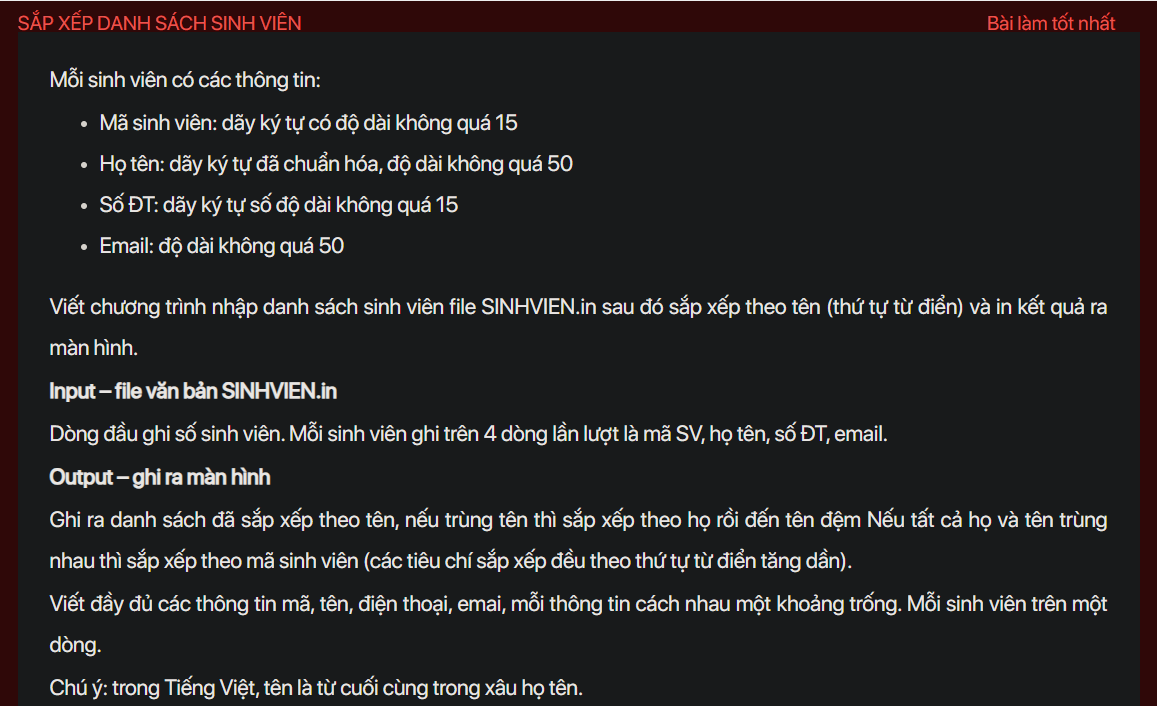 SẮP XẾP DANH SÁCH SINH VIÊN
Bài làm tốt nhất
Mỗi sinh viên có các thông tin:
• Mã sinh viên: dãy ký tự có độ dài không quá 15
• Họ tên: dãy ký tự đã chuẩn hóa, độ dài không quá 50
• Số ĐT: dãy ký tự số độ dài không quá 15
• Email: độ dài không quá 50
Viết chương trình nhập danh sách sinh viên file SINHVIEN.in sau đó sắp xếp theo tên (thứ tự từ điển) và in kết quả ra
màn hình.
Input – file văn bản SINHVIEN.in
Dòng đầu ghi số sinh viên. Mỗi sinh viên ghi trên 4 dòng lần lượt là mã SV, họ tên, số ĐT, email.
Output – ghi ra màn hình
Ghi ra danh sách đã sắp xếp theo tên, nếu trùng tên thì sắp xếp theo họ rồi đến tên đệm Nếu tất cả họ và tên trùng
nhau thì sắp xếp theo mã sinh viên (các tiêu chí sắp xếp đều theo thứ tự từ điển tăng dần).
Viết đầy đủ các thông tin mã, tên, điện thoại, emai, mỗi thông tin cách nhau một khoảng trống. Mỗi sinh viên trên một
dòng.
Chú ý: trong Tiếng Việt, tên là từ cuối cùng trong xâu họ tên.